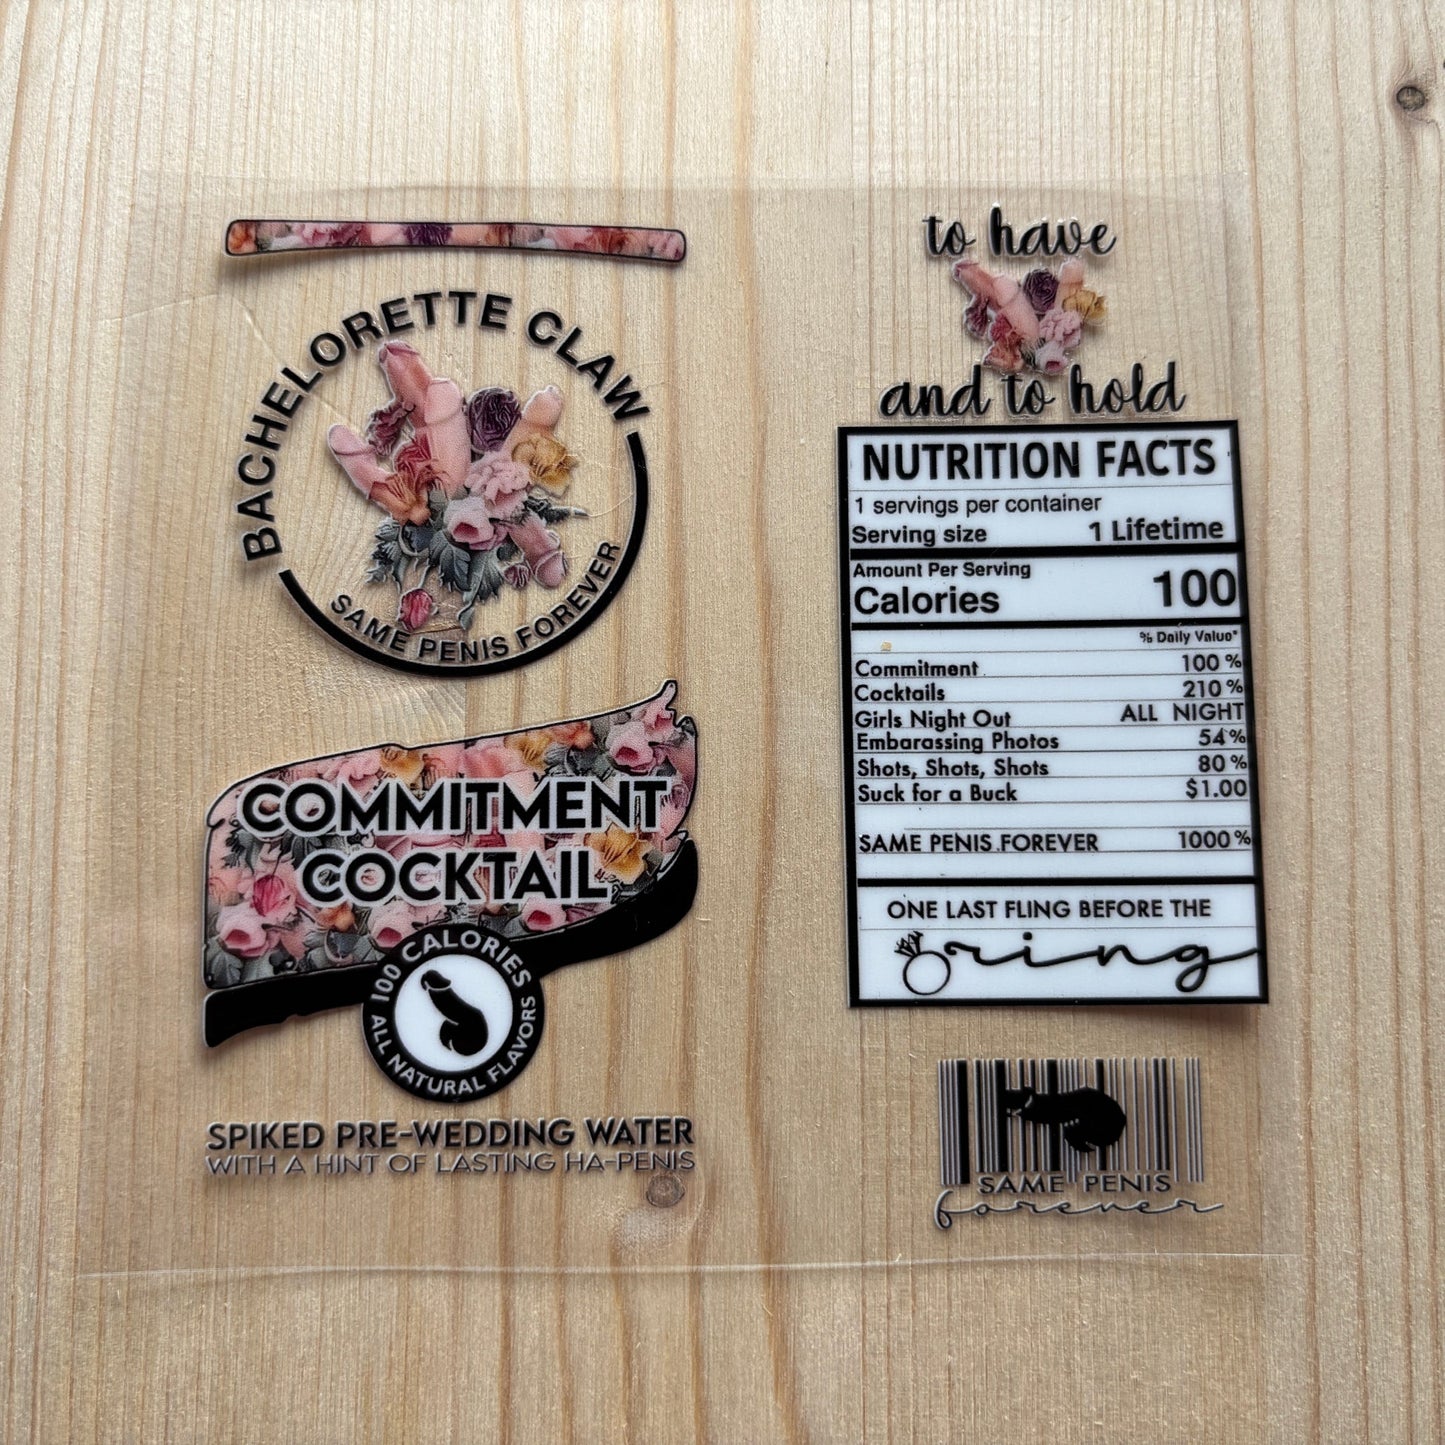 BACHELORETTE CLAW
SAME PENIS FOREVER
COMMITMENT
COCKTAIL
100 CALORIES
ALL NATURAL FLAVORS
SPIKED PRE-WEDDING WATER
WITH A HINT OF LASTING HA-PENIS
to have
and to hold
NUTRITION FACTS
1 servings per container
Serving size 1 Lifetime
Amount Per Serving
Calories 100
% Daily Value*
Commitment 100 %
Cocktails 210 %
Girls Night Out ALL NIGHT
Embarassing Photos 54 %
Shots, Shots, Shots 80 %
Suck for a Buck $1.00
SAME PENIS FOREVER 1000 %
ONE LAST FLING BEFORE THE
ring
SAME PENIS
forever